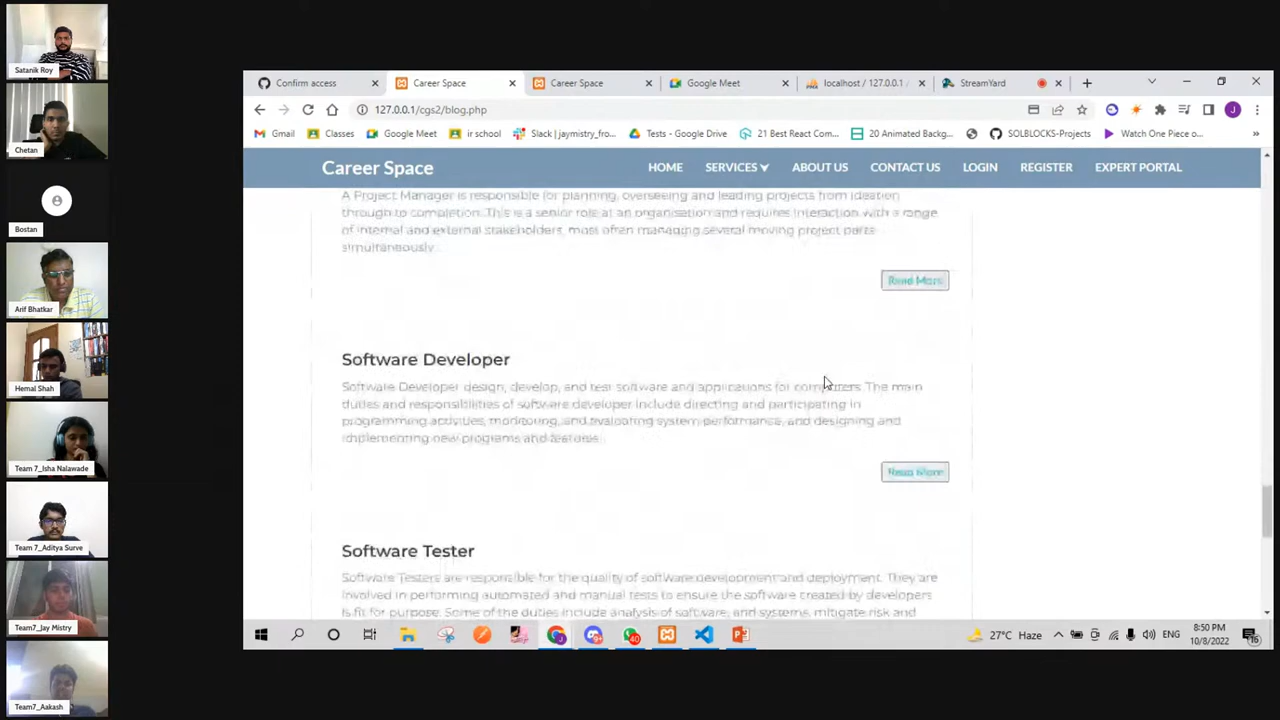 Satanik Roy
Chetan
Bostan
Arif Bhatkar
Hemal Shah
Team 7_Isha Nalawade
Team 7_Aditya Surve
Team7_Jay Mistry
Team7_Aakash
Confirm access
Career Space
Career Space
Google Meet
localhost / 127.0.0.1 /
StreamYard
127.0.0.1/cgs2/blog.php
J
Gmail
Classes
Google Meet
ir school
Slack | jaymistry_fro...
Tests - Google Drive
21 Best React Com...
20 Animated Backg...
SOLBLOCKS-Projects
Watch One Piece o...
Career Space
HOME
SERVICES
ABOUT US
CONTACT US
LOGIN
REGISTER
EXPERT PORTAL
A Project Manager is responsible for planning, overseeing and leading projects from ideation
through to completion. This is a senior role at an organisation and requires interaction with a range
of internal and external stakeholders, most often managing several moving project parts
simultaneously.
Read More
Software Developer
Software Developer design, develop, and test software and applications for computers. The main
duties and responsibilities of software developer include directing and participating in
programming activities, monitoring, and evaluating system performance, and designing and
implementing new programs and features.
Read More
Software Tester
Software Testers are responsible for the quality of software development and deployment. They are
involved in performing automated and manual tests to ensure the software created by developers
is fit for purpose. Some of the duties include analysis of software, and systems, mitigate risk and
40
27°C Haze
ENG
8:50 PM
10/8/2022
16